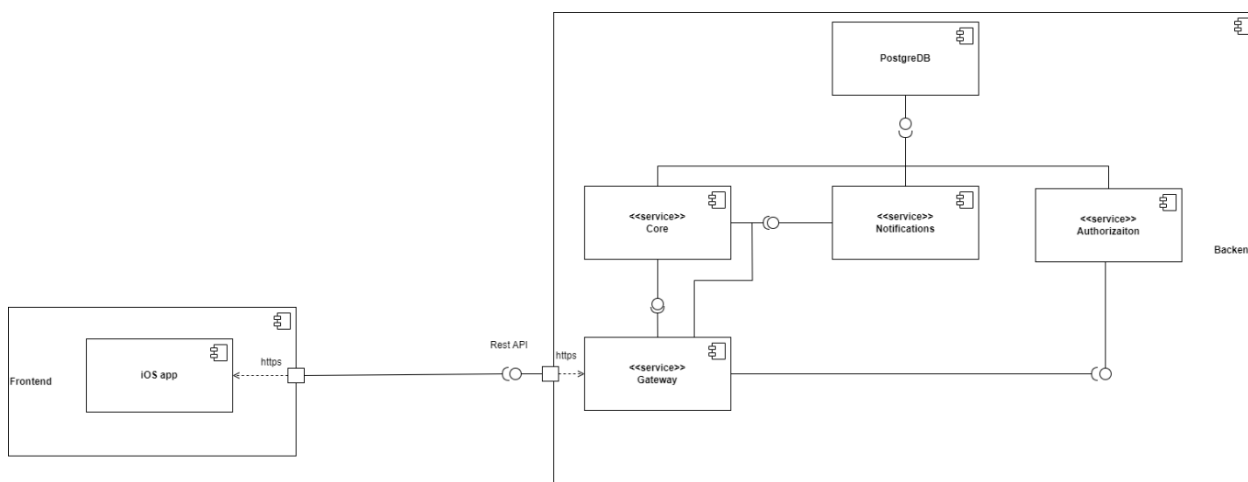 PostgreDB
<<service>>
Core
<<service>>
Notifications
<<service>>
Authorizaiton
Backen
Rest API
https
https
iOS app
Frontend
<<service>>
Gateway